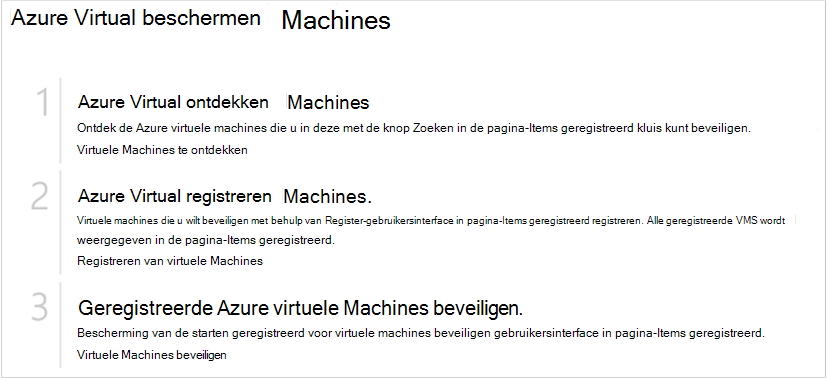 Azure Virtual beschermen Machines
1
Azure Virtual ontdekken Machines
Ontdek de Azure virtuele machines die u in deze met de knop Zoeken in de pagina-Items geregistreerd kluis kunt beveiligen.
Virtuele Machines te ontdekken
2
Azure Virtual registreren Machines.
Virtuele machines die u wilt beveiligen met behulp van Register-gebruikersinterface in pagina-Items geregistreerd registreren. Alle geregistreerde VMS wordt
weergegeven in de pagina-Items geregistreerd.
Registreren van virtuele Machines
3
Geregistreerde Azure virtuele Machines beveiligen.
Bescherming van de starten geregistreerd voor virtuele machines beveiligen gebruikersinterface in pagina-Items geregistreerd.
Virtuele Machines beveiligen